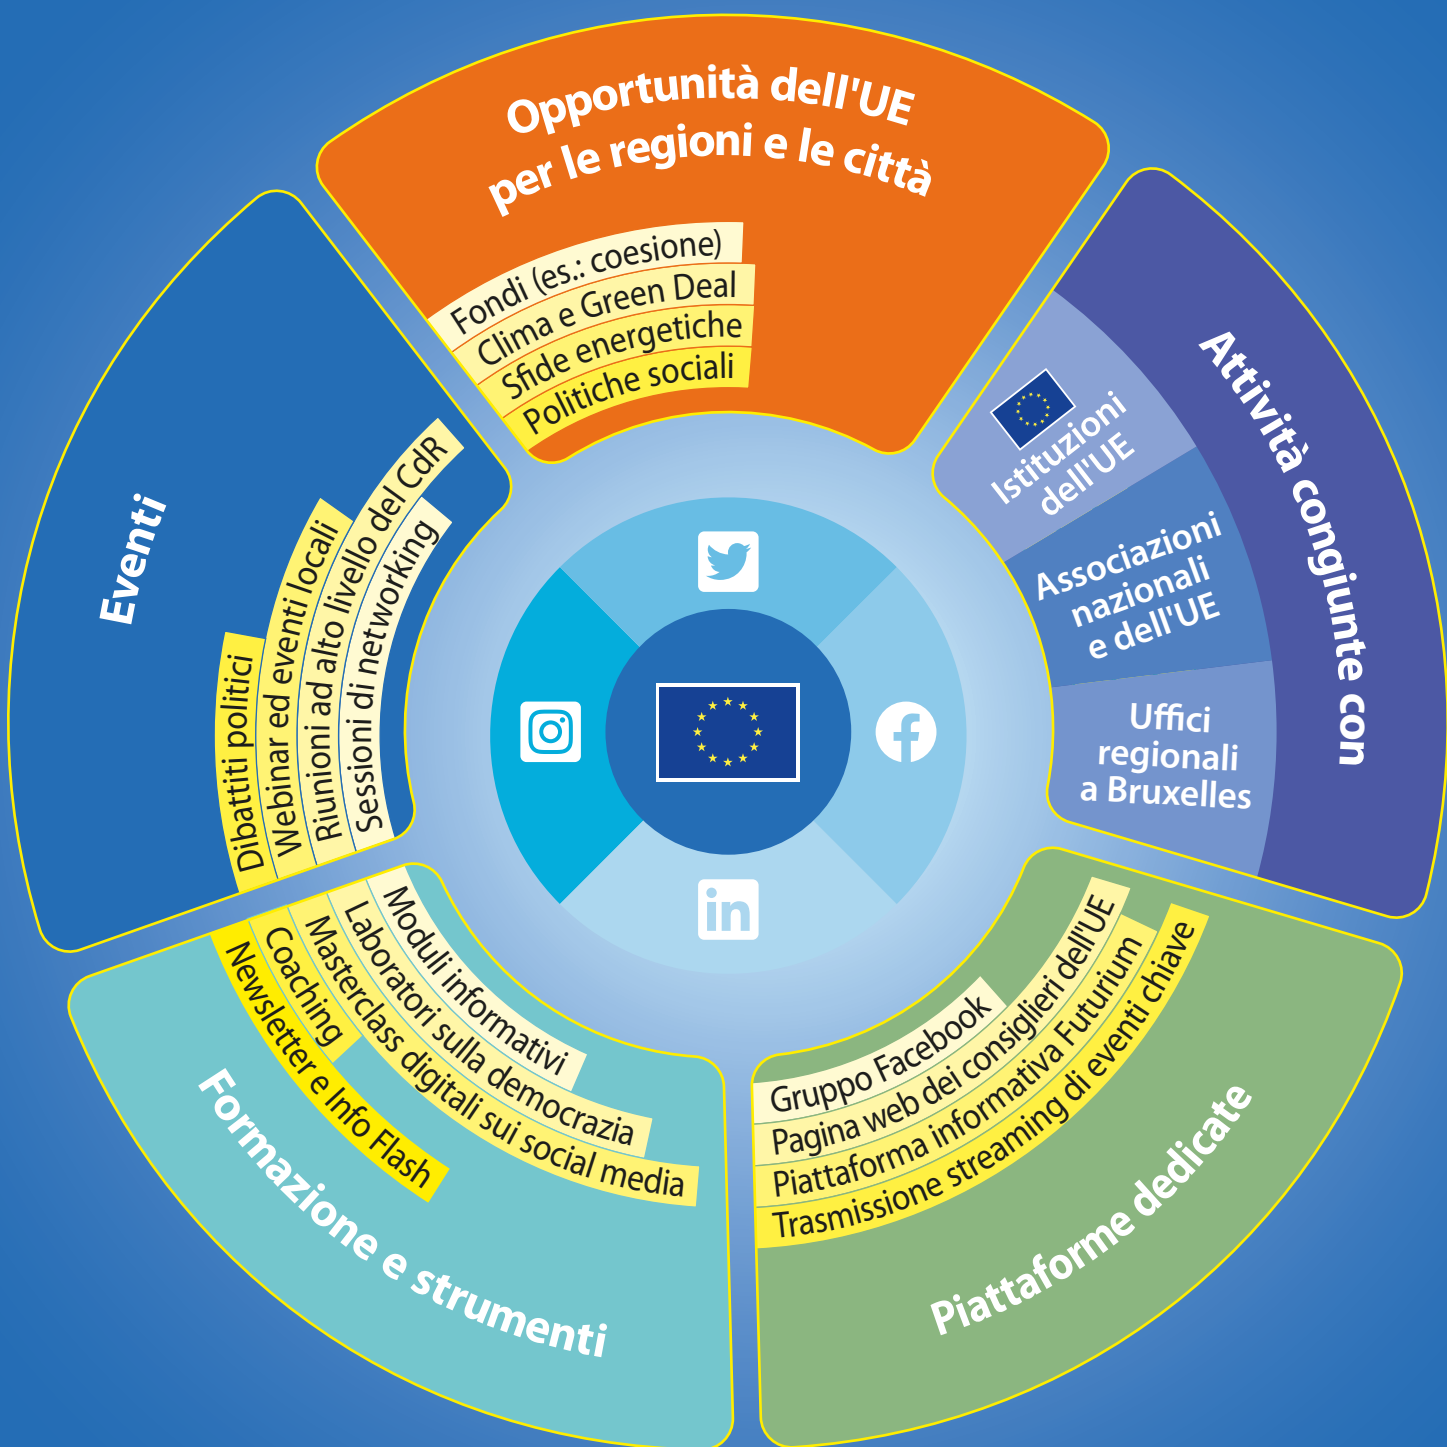 Opportunità dell'UE
per le regioni e le città
Fondi (es.: coesione)
Clima e Green Deal
Sfide energetiche
Politiche sociali
Attività congiunte con
Istituzioni
dell'UE
Associazioni
nazionali
e dell'UE
Uffici
regionali
a Bruxelles
Piattaforme dedicate
Gruppo Facebook
Pagina web dei consiglieri dell'UE
Piattaforma informativa Futurium
Trasmissione streaming di eventi chiave
Formazione e strumenti
Moduli informativi
Laboratori sulla democrazia
Masterclass digitali sui social media
Coaching
Newsletter e Info Flash
Eventi
Dibattiti politici
Webinar ed eventi locali
Riunioni ad alto livello del CdR
Sessioni di networking
in